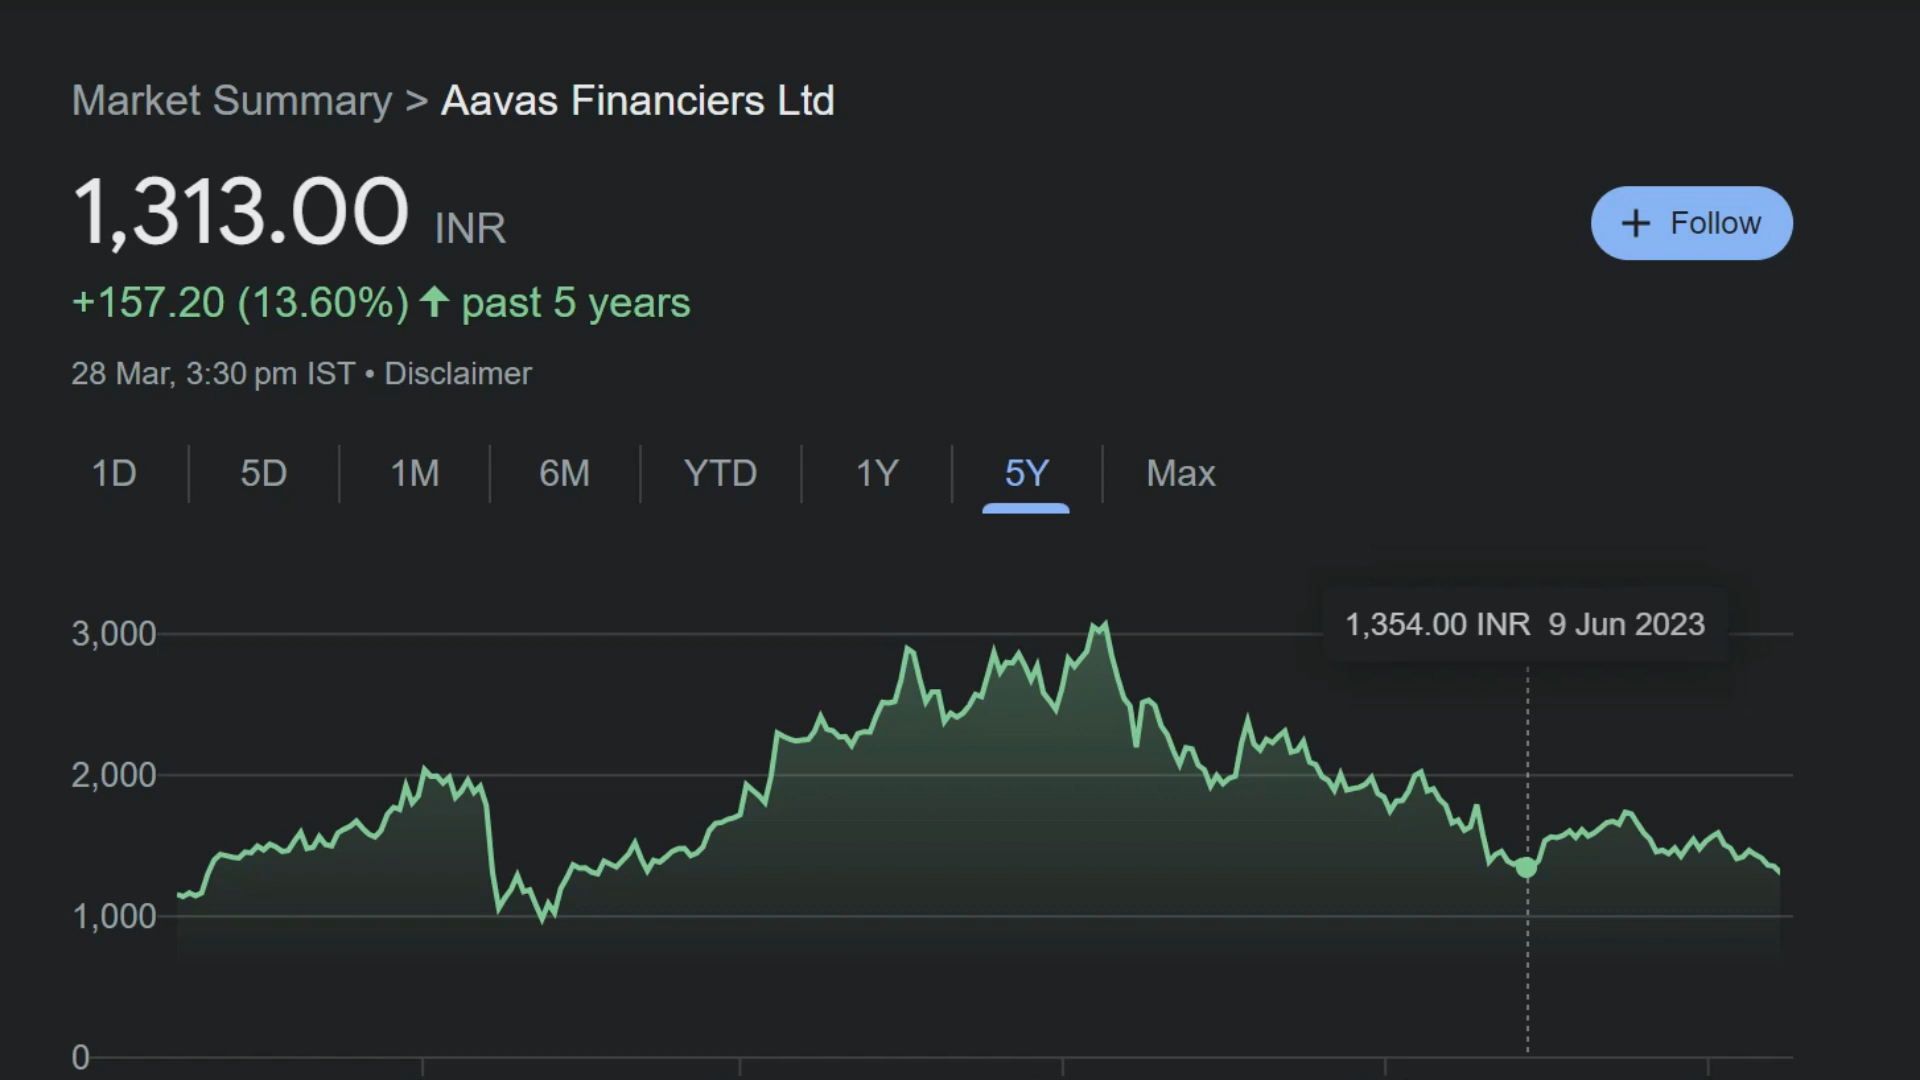 Market Summary > Aavas Financiers Ltd
1,313.00 INR
+ Follow
+157.20 (13.60%) ↑ past 5 years
28 Mar, 3:30 pm IST • Disclaimer
1D 5D 1M 6M YTD 1Y 5Y Max
1,354.00 INR 9 Jun 2023
3,000
2,000
1,000
0